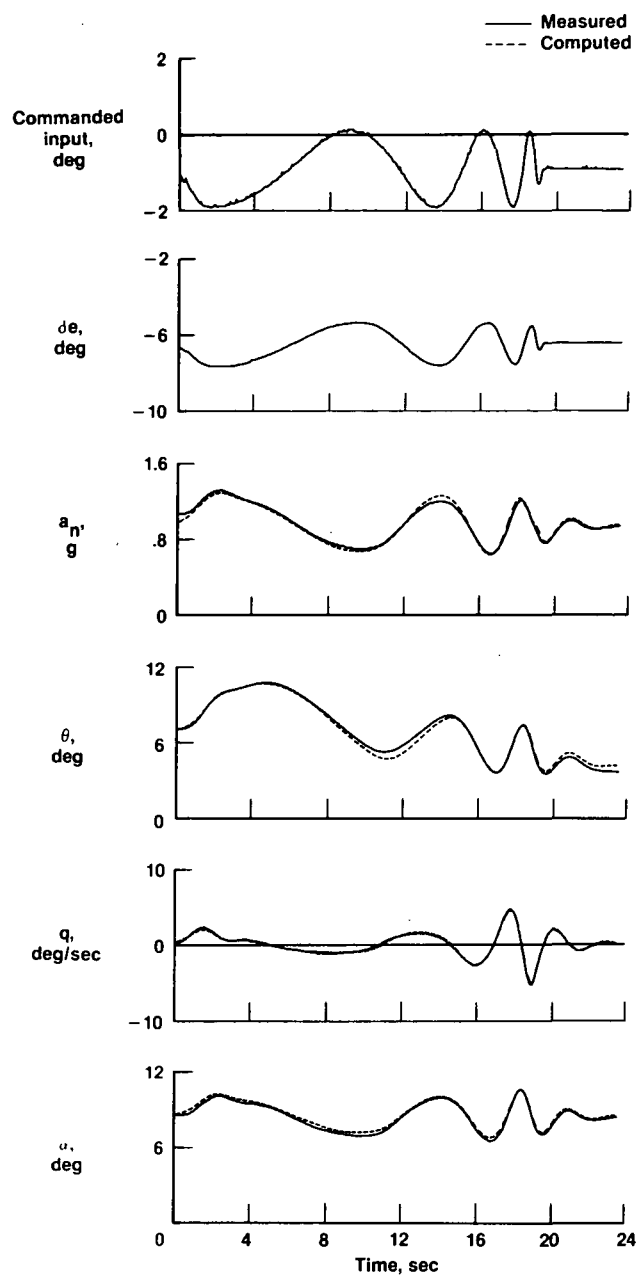 Measured
Computed
2
Commanded
input,
deg
0
−2
−2
δe,
deg
−6
−10
1.6
an,
g
.8
0
12
θ,
deg
6
0
10
q,
deg/sec
0
−10
12
α,
deg
6
0
4
8
12
16
20
24
Time, sec